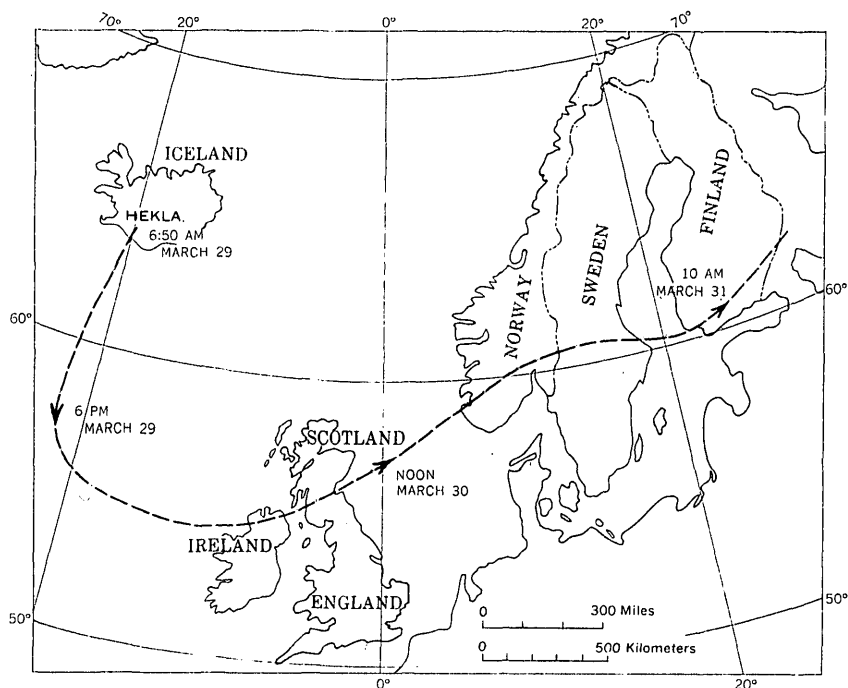 70°
20°
0°
20°
70°
ICELAND
HEKLA.
6:50 AM
MARCH 29
FINLAND
SWEDEN
NORWAY
10 AM
MARCH 31
60°
60°
6 PM
MARCH 29
SCOTLAND
NOON
MARCH 30
IRELAND
ENGLAND
0 300 Miles
0 500 Kilometers
50°
50°
0°
20°